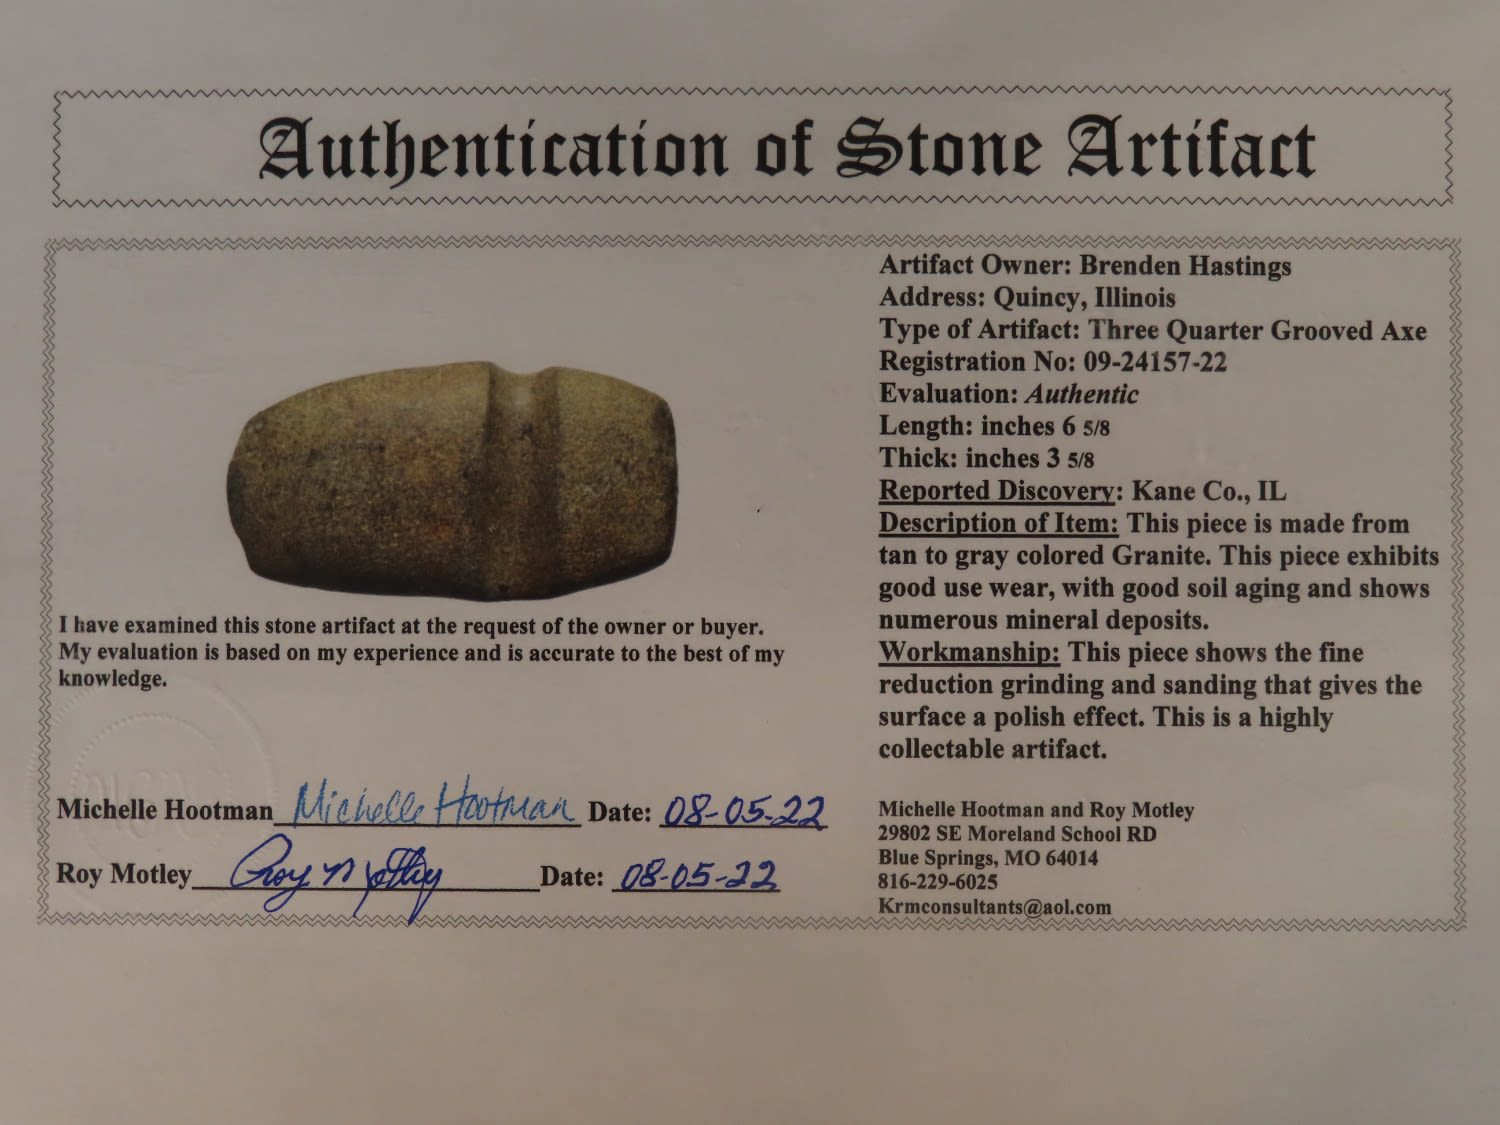 Authentication of Stone Artifact
Artifact Owner: Brenden Hastings
Address: Quincy, Illinois
Type of Artifact: Three Quarter Grooved Axe
Registration No: 09-24157-22
Evaluation: Authentic
Length: inches 6 5/8
Thick: inches 3 5/8
Reported Discovery: Kane Co., IL
Description of Item: This piece is made from
tan to gray colored Granite. This piece exhibits
good use wear, with good soil aging and shows
numerous mineral deposits.
Workmanship: This piece shows the fine
reduction grinding and sanding that gives the
surface a polish effect. This is a highly
collectable artifact.
I have examined this stone artifact at the request of the owner or buyer.
My evaluation is based on my experience and is accurate to the best of my
knowledge.
Michelle Hootman Michelle Hootman Date: 08-05-22
Roy Motley Roy Motley Date: 08-05-22
Michelle Hootman and Roy Motley
29802 SE Moreland School RD
Blue Springs, MO 64014
816-229-6025
Krmconsultants@aol.com